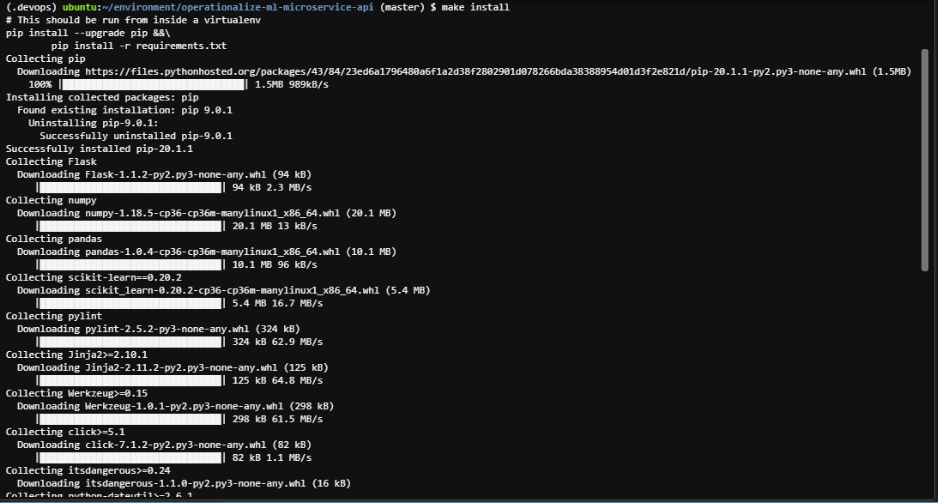 (.devops) ubuntu:~/environment/operationalize-ml-microservice-api (master) $ make install
# This should be run from inside a virtualenv
pip install --upgrade pip &&\
pip install -r requirements.txt
Collecting pip
Downloading https://files.pythonhosted.org/packages/43/84/23ed6a1796480a6f1a2d38f2802901d078266bda38388954d01d3f2e821d/pip-20.1.1-py2.py3-none-any.whl (1.5MB)
100% |████████████████████████████████| 1.5MB 989kB/s
Installing collected packages: pip
Found existing installation: pip 9.0.1
Uninstalling pip-9.0.1:
Successfully uninstalled pip-9.0.1
Successfully installed pip-20.1.1
Collecting Flask
Downloading Flask-1.1.2-py2.py3-none-any.whl (94 kB)
|████████████████████████████████| 94 kB 2.3 MB/s
Collecting numpy
Downloading numpy-1.18.5-cp36-cp36m-manylinux1_x86_64.whl (20.1 MB)
|████████████████████████████████| 20.1 MB 13 kB/s
Collecting pandas
Downloading pandas-1.0.4-cp36-cp36m-manylinux1_x86_64.whl (10.1 MB)
|████████████████████████████████| 10.1 MB 96 kB/s
Collecting scikit-learn==0.20.2
Downloading scikit_learn-0.20.2-cp36-cp36m-manylinux1_x86_64.whl (5.4 MB)
|████████████████████████████████| 5.4 MB 16.7 MB/s
Collecting pylint
Downloading pylint-2.5.2-py3-none-any.whl (324 kB)
|████████████████████████████████| 324 kB 62.9 MB/s
Collecting Jinja2>=2.10.1
Downloading Jinja2-2.11.2-py2.py3-none-any.whl (125 kB)
|████████████████████████████████| 125 kB 64.8 MB/s
Collecting Werkzeug>=0.15
Downloading Werkzeug-1.0.1-py2.py3-none-any.whl (298 kB)
|████████████████████████████████| 298 kB 61.5 MB/s
Collecting click>=5.1
Downloading click-7.1.2-py2.py3-none-any.whl (82 kB)
|████████████████████████████████| 82 kB 1.1 MB/s
Collecting itsdangerous>=0.24
Downloading itsdangerous-1.1.0-py2.py3-none-any.whl (16 kB)
Collecting python-dateutil>=2.6.1